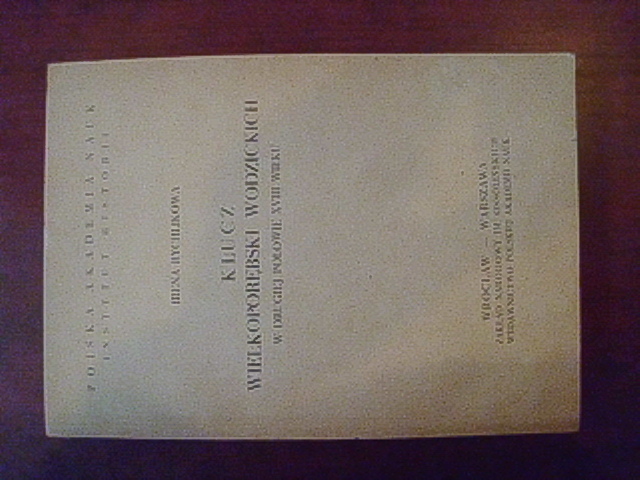 POLSKA AKADEMIA NAUK
INSTYTUT HISTORII
IRENA RYCHLIKOWA
KLUCZ
WIELKOPORĘBSKI WODZICKICH
W DRUGIEJ POŁOWIE XVIII WIEKU
WROCŁAW — WARSZAWA
ZAKŁAD NARODOWY IM. OSSOLIŃSKICH
WYDAWNICTWO POLSKIEJ AKADEMII NAUK